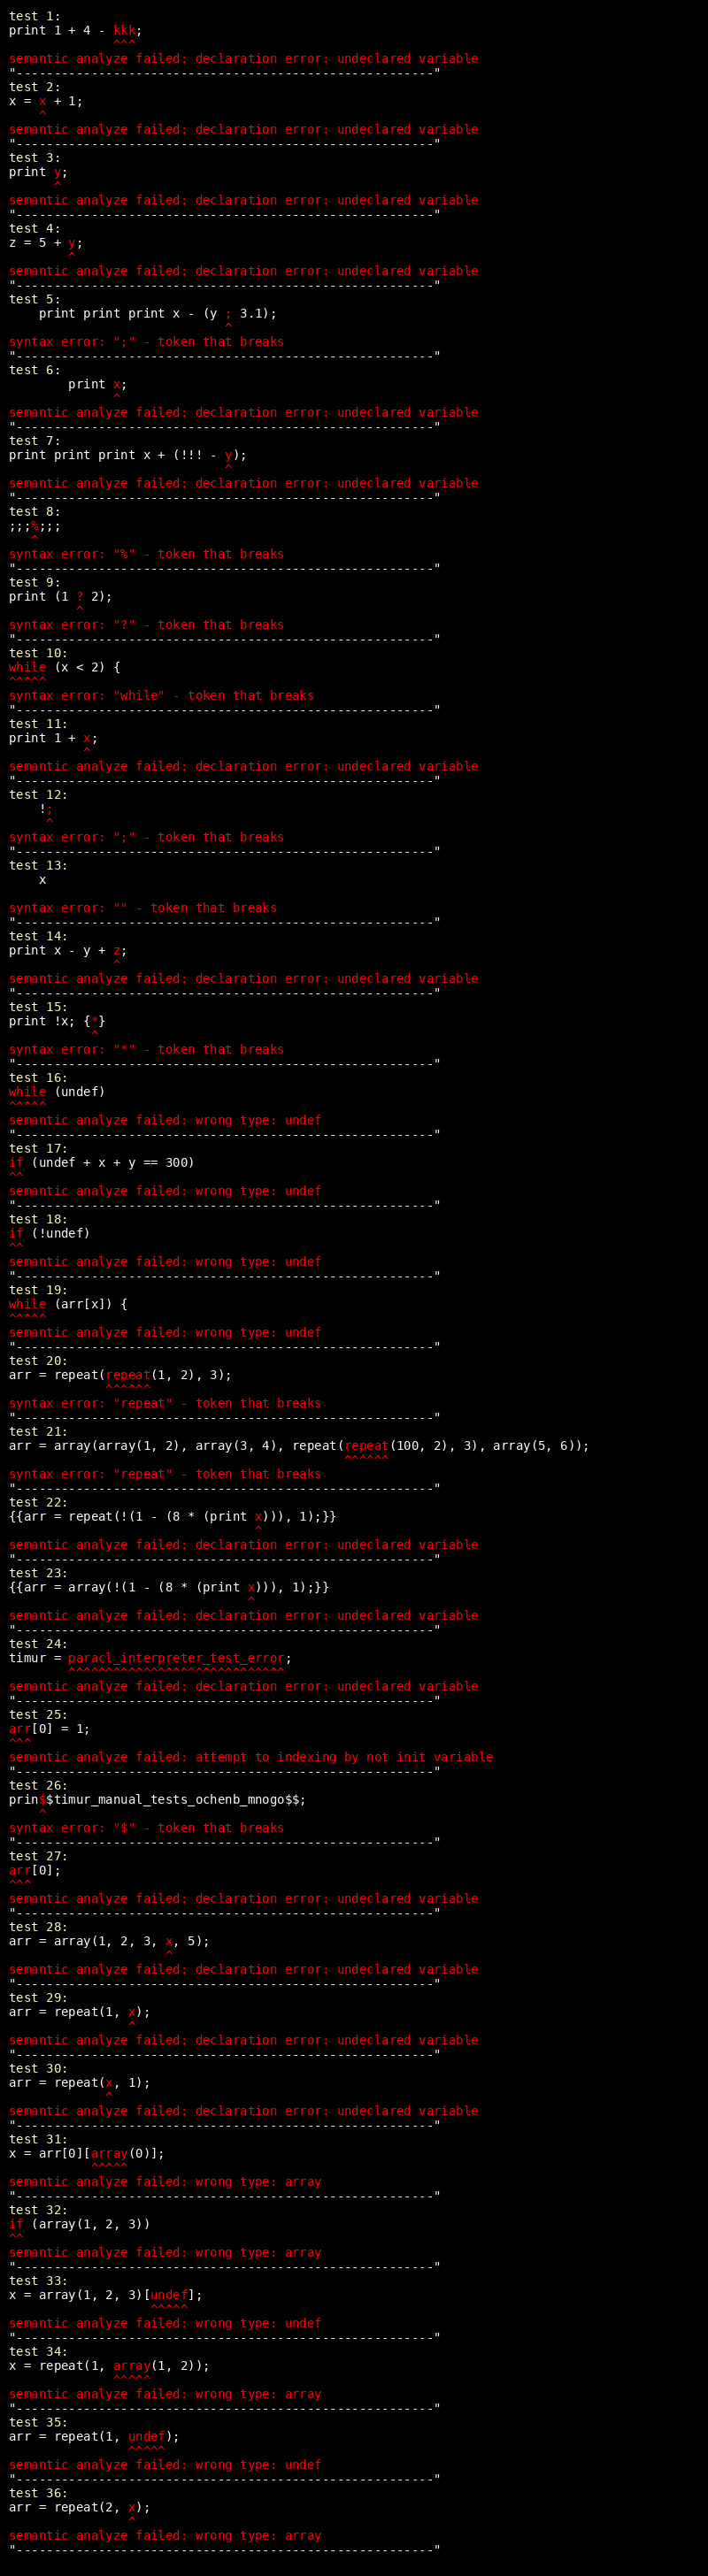 test 1:
print 1 + 4 - kkk;
              ^^^
semantic analyze failed: declaration error: undeclared variable
"--------------------------------------------------------"
test 2:
x = x + 1;
    ^
semantic analyze failed: declaration error: undeclared variable
"--------------------------------------------------------"
test 3:
print y;
      ^
semantic analyze failed: declaration error: undeclared variable
"--------------------------------------------------------"
test 4:
z = 5 + y;
        ^
semantic analyze failed: declaration error: undeclared variable
"--------------------------------------------------------"
test 5:
    print print print x - (y ; 3.1);
                             ^
syntax error: ";" - token that breaks
"--------------------------------------------------------"
test 6:
        print x;
              ^
semantic analyze failed: declaration error: undeclared variable
"--------------------------------------------------------"
test 7:
print print print x + (!!! - y);
                             ^
semantic analyze failed: declaration error: undeclared variable
"--------------------------------------------------------"
test 8:
;;;%;;;
   ^
syntax error: "%" - token that breaks
"--------------------------------------------------------"
test 9:
print (1 ? 2);
         ^
syntax error: "?" - token that breaks
"--------------------------------------------------------"
test 10:
while (x < 2) {
^^^^^
syntax error: "while" - token that breaks
"--------------------------------------------------------"
test 11:
print 1 + x;
          ^
semantic analyze failed: declaration error: undeclared variable
"--------------------------------------------------------"
test 12:
    !;
     ^
syntax error: ";" - token that breaks
"--------------------------------------------------------"
test 13:
    x
syntax error: "" - token that breaks
"--------------------------------------------------------"
test 14:
print x - y + z;
              ^
semantic analyze failed: declaration error: undeclared variable
"--------------------------------------------------------"
test 15:
print !x; {*}
           ^
syntax error: "*" - token that breaks
"--------------------------------------------------------"
test 16:
while (undef)
^^^^^
semantic analyze failed: wrong type: undef
"--------------------------------------------------------"
test 17:
if (undef + x + y == 300)
^^
semantic analyze failed: wrong type: undef
"--------------------------------------------------------"
test 18:
if (!undef)
^^
semantic analyze failed: wrong type: undef
"--------------------------------------------------------"
test 19:
while (arr[x]) {
^^^^^
semantic analyze failed: wrong type: undef
"--------------------------------------------------------"
test 20:
arr = repeat(repeat(1, 2), 3);
             ^^^^^^
syntax error: "repeat" - token that breaks
"--------------------------------------------------------"
test 21:
arr = array(array(1, 2), array(3, 4), repeat(repeat(100, 2), 3), array(5, 6));
                                             ^^^^^^
syntax error: "repeat" - token that breaks
"--------------------------------------------------------"
test 22:
{{arr = repeat(!(1 - (8 * (print x))), 1);}}
                                 ^
semantic analyze failed: declaration error: undeclared variable
"--------------------------------------------------------"
test 23:
{{arr = array(!(1 - (8 * (print x))), 1);}}
                                ^
semantic analyze failed: declaration error: undeclared variable
"--------------------------------------------------------"
test 24:
timur = paracl_interpreter_test_error;
        ^^^^^^^^^^^^^^^^^^^^^^^^^^^^^
semantic analyze failed: declaration error: undeclared variable
"--------------------------------------------------------"
test 25:
arr[0] = 1;
^^^
semantic analyze failed: attempt to indexing by not init variable
"--------------------------------------------------------"
test 26:
prin$$timur_manual_tests_ochenb_mnogo$$;
    ^
syntax error: "$" - token that breaks
"--------------------------------------------------------"
test 27:
arr[0];
^^^
semantic analyze failed: declaration error: undeclared variable
"--------------------------------------------------------"
test 28:
arr = array(1, 2, 3, x, 5);
                     ^
semantic analyze failed: declaration error: undeclared variable
"--------------------------------------------------------"
test 29:
arr = repeat(1, x);
                ^
semantic analyze failed: declaration error: undeclared variable
"--------------------------------------------------------"
test 30:
arr = repeat(x, 1);
             ^
semantic analyze failed: declaration error: undeclared variable
"--------------------------------------------------------"
test 31:
x = arr[0][array(0)];
           ^^^^^
semantic analyze failed: wrong type: array
"--------------------------------------------------------"
test 32:
if (array(1, 2, 3))
^^
semantic analyze failed: wrong type: array
"--------------------------------------------------------"
test 33:
x = array(1, 2, 3)[undef];
                   ^^^^^
semantic analyze failed: wrong type: undef
"--------------------------------------------------------"
test 34:
x = repeat(1, array(1, 2));
              ^^^^^
semantic analyze failed: wrong type: array
"--------------------------------------------------------"
test 35:
arr = repeat(1, undef);
                ^^^^^
semantic analyze failed: wrong type: undef
"--------------------------------------------------------"
test 36:
arr = repeat(2, x);
                ^
semantic analyze failed: wrong type: array
"--------------------------------------------------------"